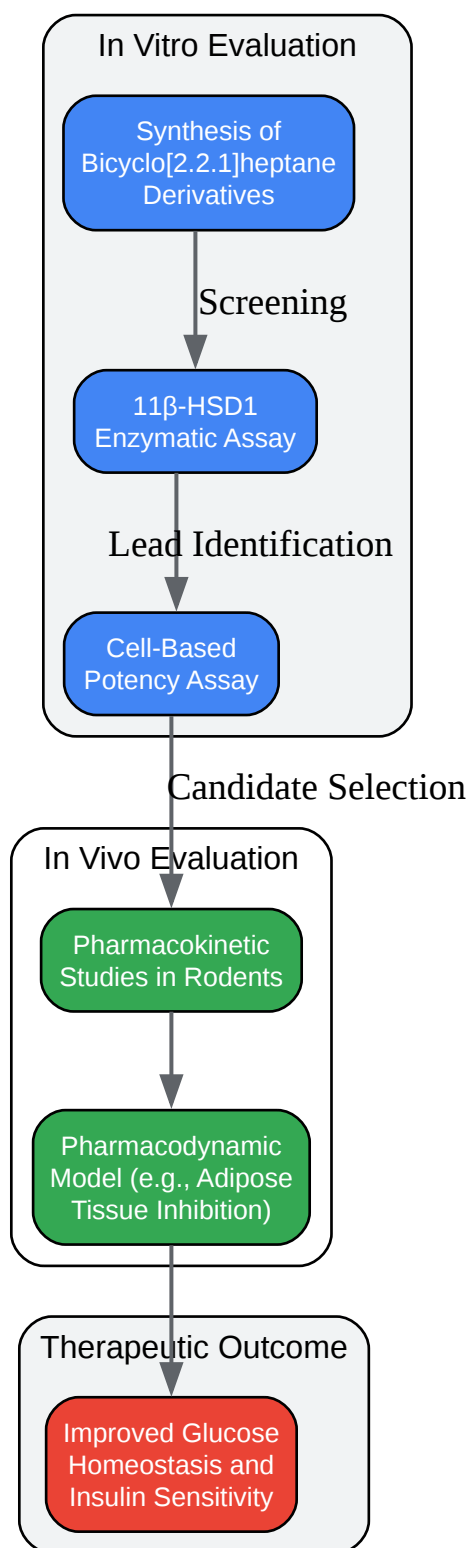 In Vitro Evaluation
Synthesis of
Bicyclo[2.2.1]heptane
Derivatives
Screening
11β-HSD1
Enzymatic Assay
Lead Identification
Cell-Based
Potency Assay
Candidate Selection
In Vivo Evaluation
Pharmacokinetic
Studies in Rodents
Pharmacodynamic
Model (e.g., Adipose
Tissue Inhibition)
Therapeutic Outcome
Improved Glucose
Homeostasis and
Insulin Sensitivity